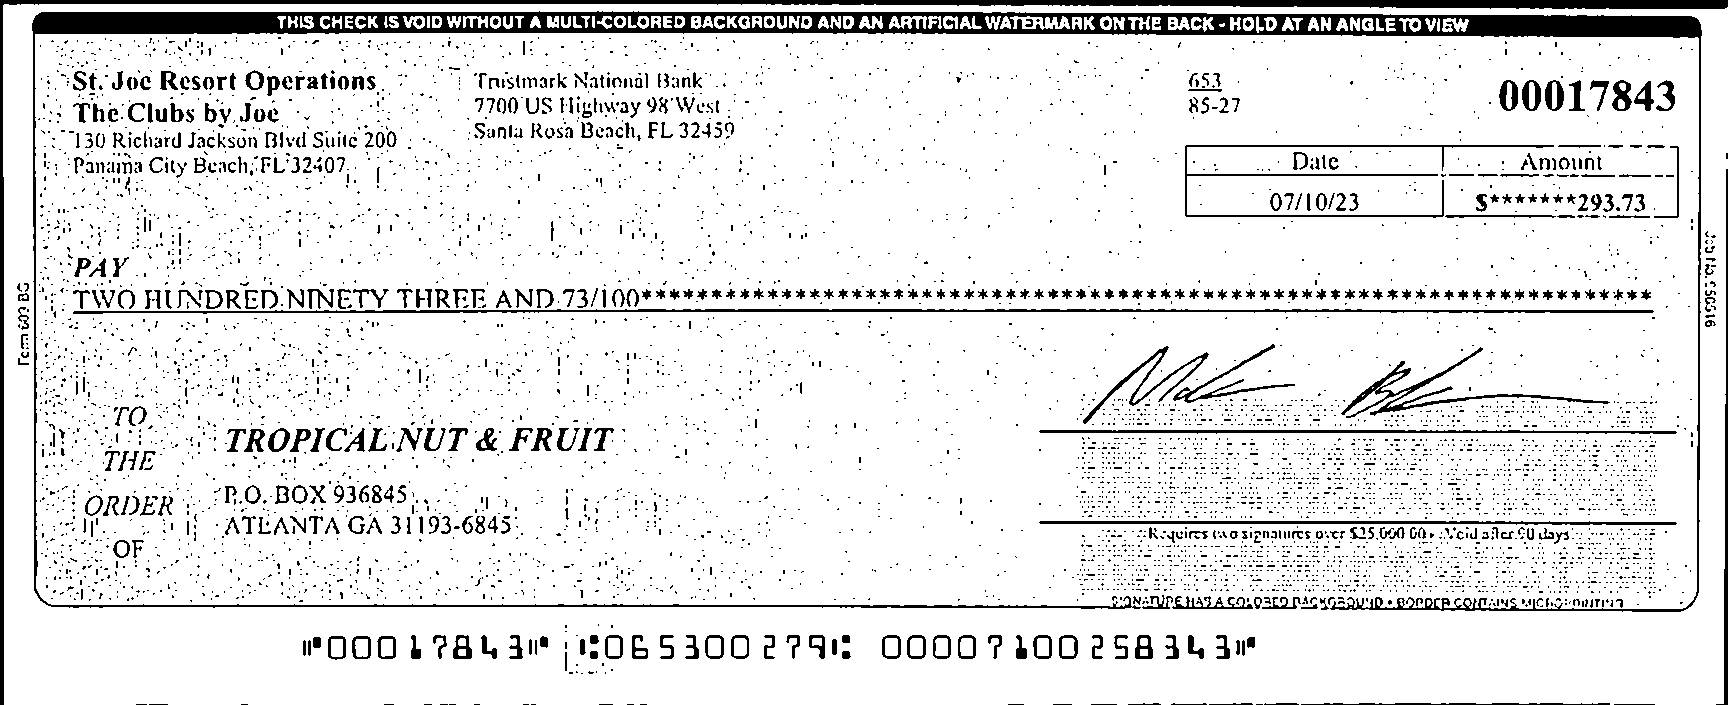 THIS CHECK IS VOID WITHOUT A MULTI-COLORED BACKGROUND AND AN ARTIFICIAL WATERMARK ON THE BACK - HOLD AT AN ANGLE TO VIEW
St. Joe Resort Operations
The Clubs by Joe
130 Richard Jackson Blvd Suite 200
Panama City Beach, FL 32407
Trustmark National Bank
7700 US Highway 98 West
Santa Rosa Beach, FL 32459
653
85-27
00017843
Date Amount
07/10/23 $*******293.73
PAY
TWO HUNDRED NINETY THREE AND 73/100************************************************************************
TO
THE
ORDER
OF
TROPICAL NUT & FRUIT
P.O. BOX 936845
ATLANTA GA 31193-6845
Requires two signatures over $25,000.00 - Void after 90 days
SIGNATURE HAS A COLORED BACKGROUND • BORDER CONTAINS MICROPRINTING
⑈00017843⑈ ⑆065300279⑆ 00007100258343⑈
Form 603 BG